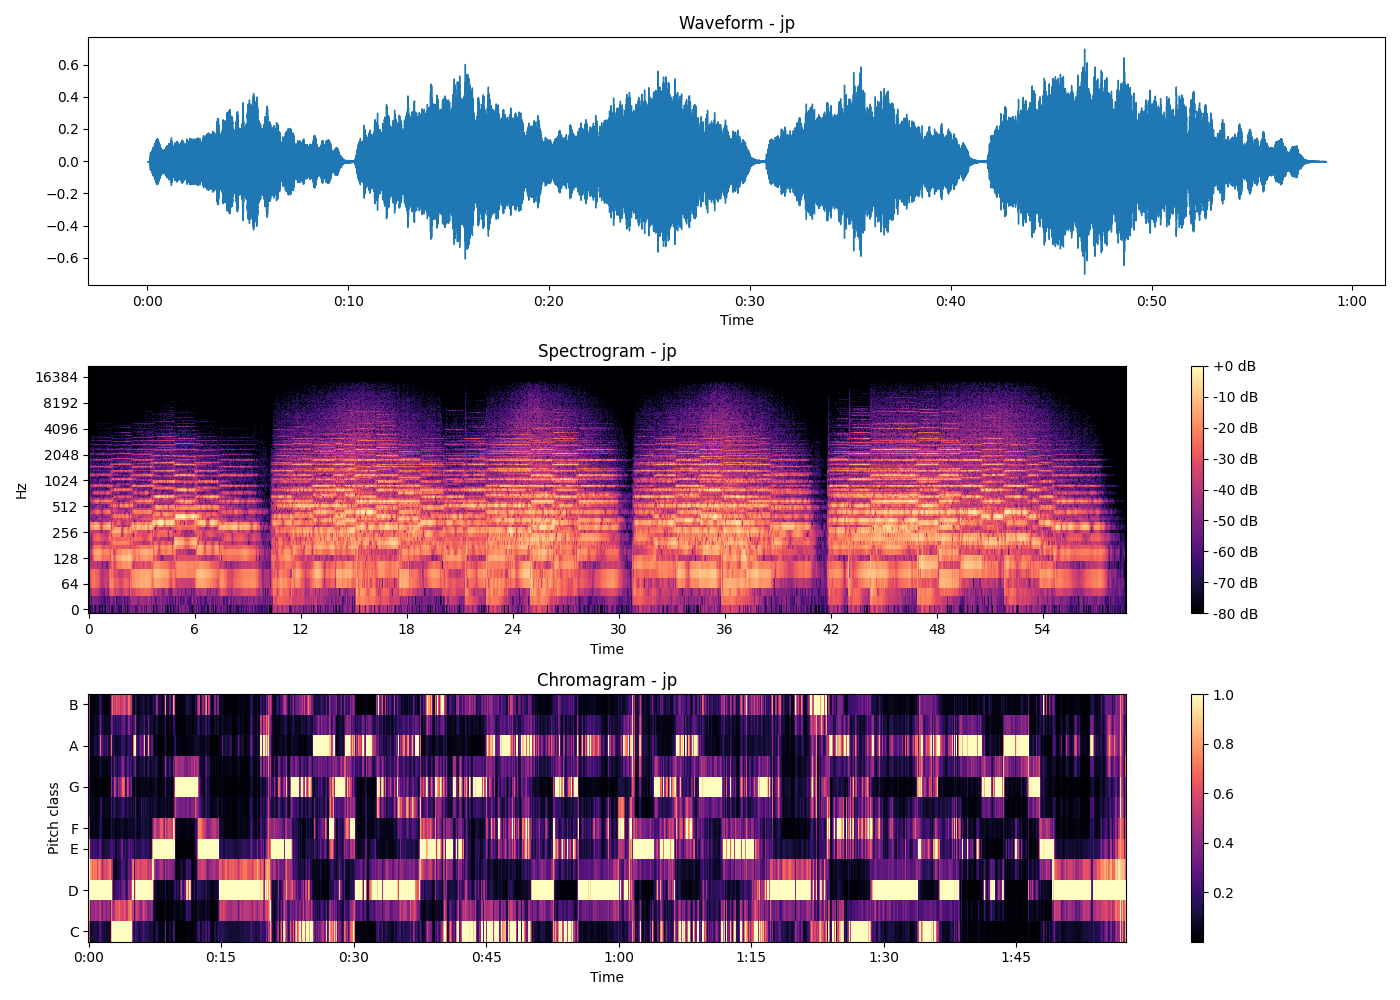 Waveform - jp
0.6
0.4
0.2
0.0
−0.2
−0.4
−0.6
0:00 0:10 0:20 0:30 0:40 0:50 1:00
Time
Spectrogram - jp
Hz
16384
8192
4096
2048
1024
512
256
128
64
0
0 6 12 18 24 30 36 42 48 54
Time
+0 dB
-10 dB
-20 dB
-30 dB
-40 dB
-50 dB
-60 dB
-70 dB
-80 dB
Chromagram - jp
Pitch class
B
A
G
F
E
D
C
0:00 0:15 0:30 0:45 1:00 1:15 1:30 1:45
Time
1.0
0.8
0.6
0.4
0.2